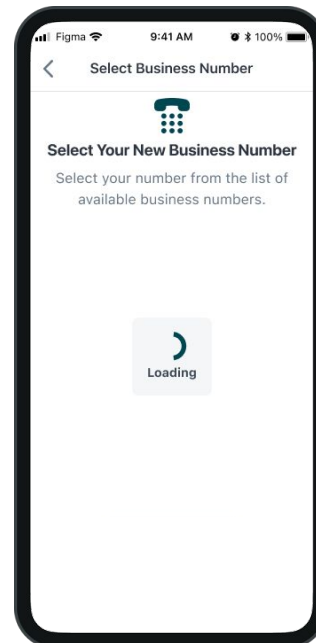 Figma 9:41 AM 100%
Select Business Number
Select Your New Business Number
Select your number from the list of
available business numbers.
Loading